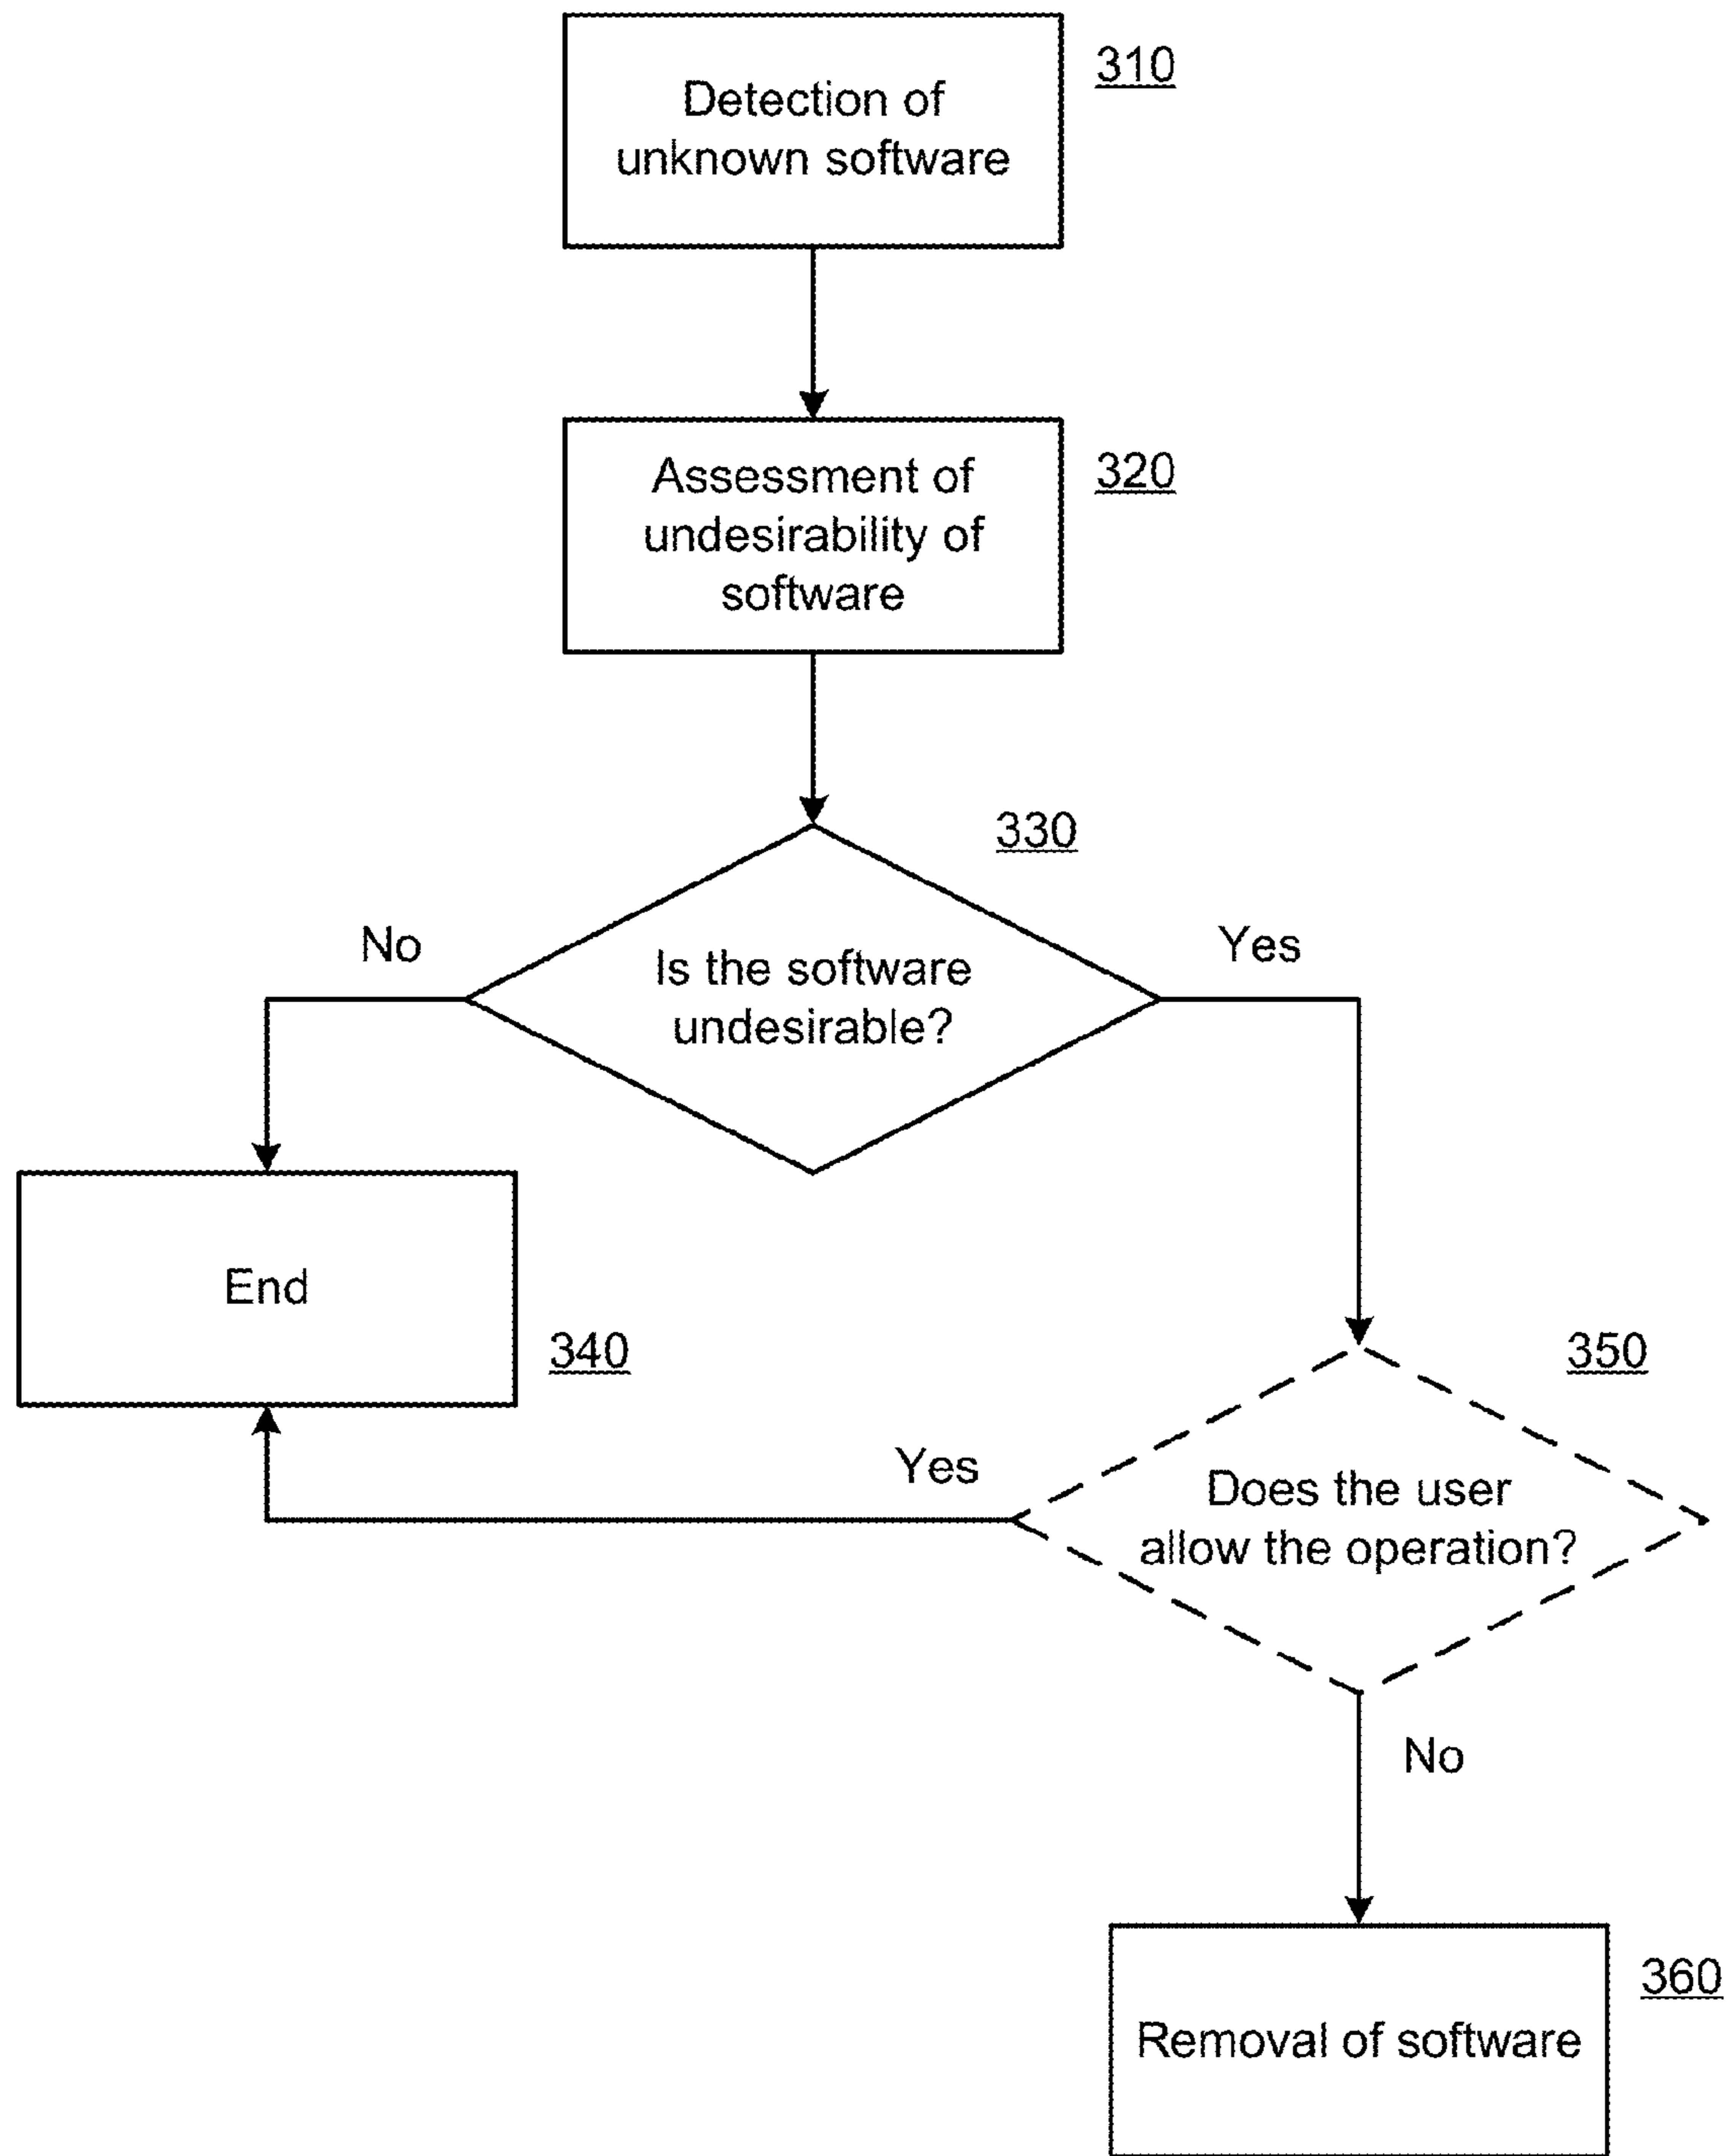 Detection of
unknown software
310
Assessment of
undesirability of
software
320
330
No
Yes
Is the software
undesirable?
End
340
350
Yes
Does the user
allow the operation?
No
360
Removal of software